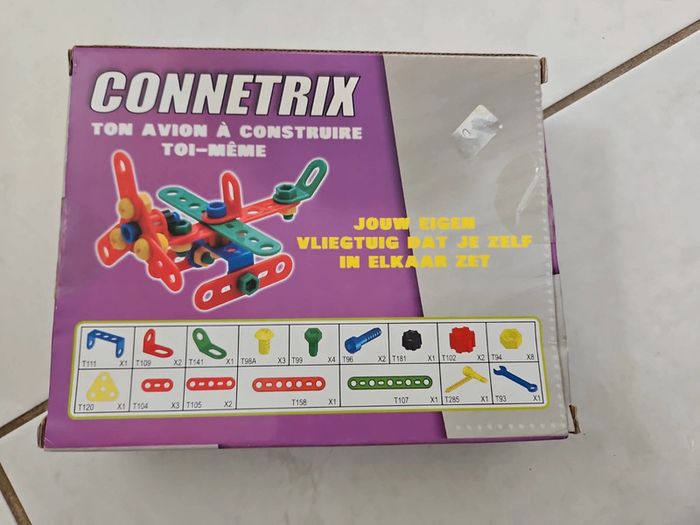 CONNETRIX
TON AVION À CONSTRUIRE
TOI-MÊME
JOUW EIGEN
VLIEGTUIG DAT JE ZELF
IN ELKAAR ZET
T111 X1 T109 X2 T141 X1 T98A X3 T99 X4 T96 X2 T181 X1 T102 X2 T94 X8
T120 X1 T104 X3 T105 X2 T158 X1 T107 X1 T285 X1 T93 X1